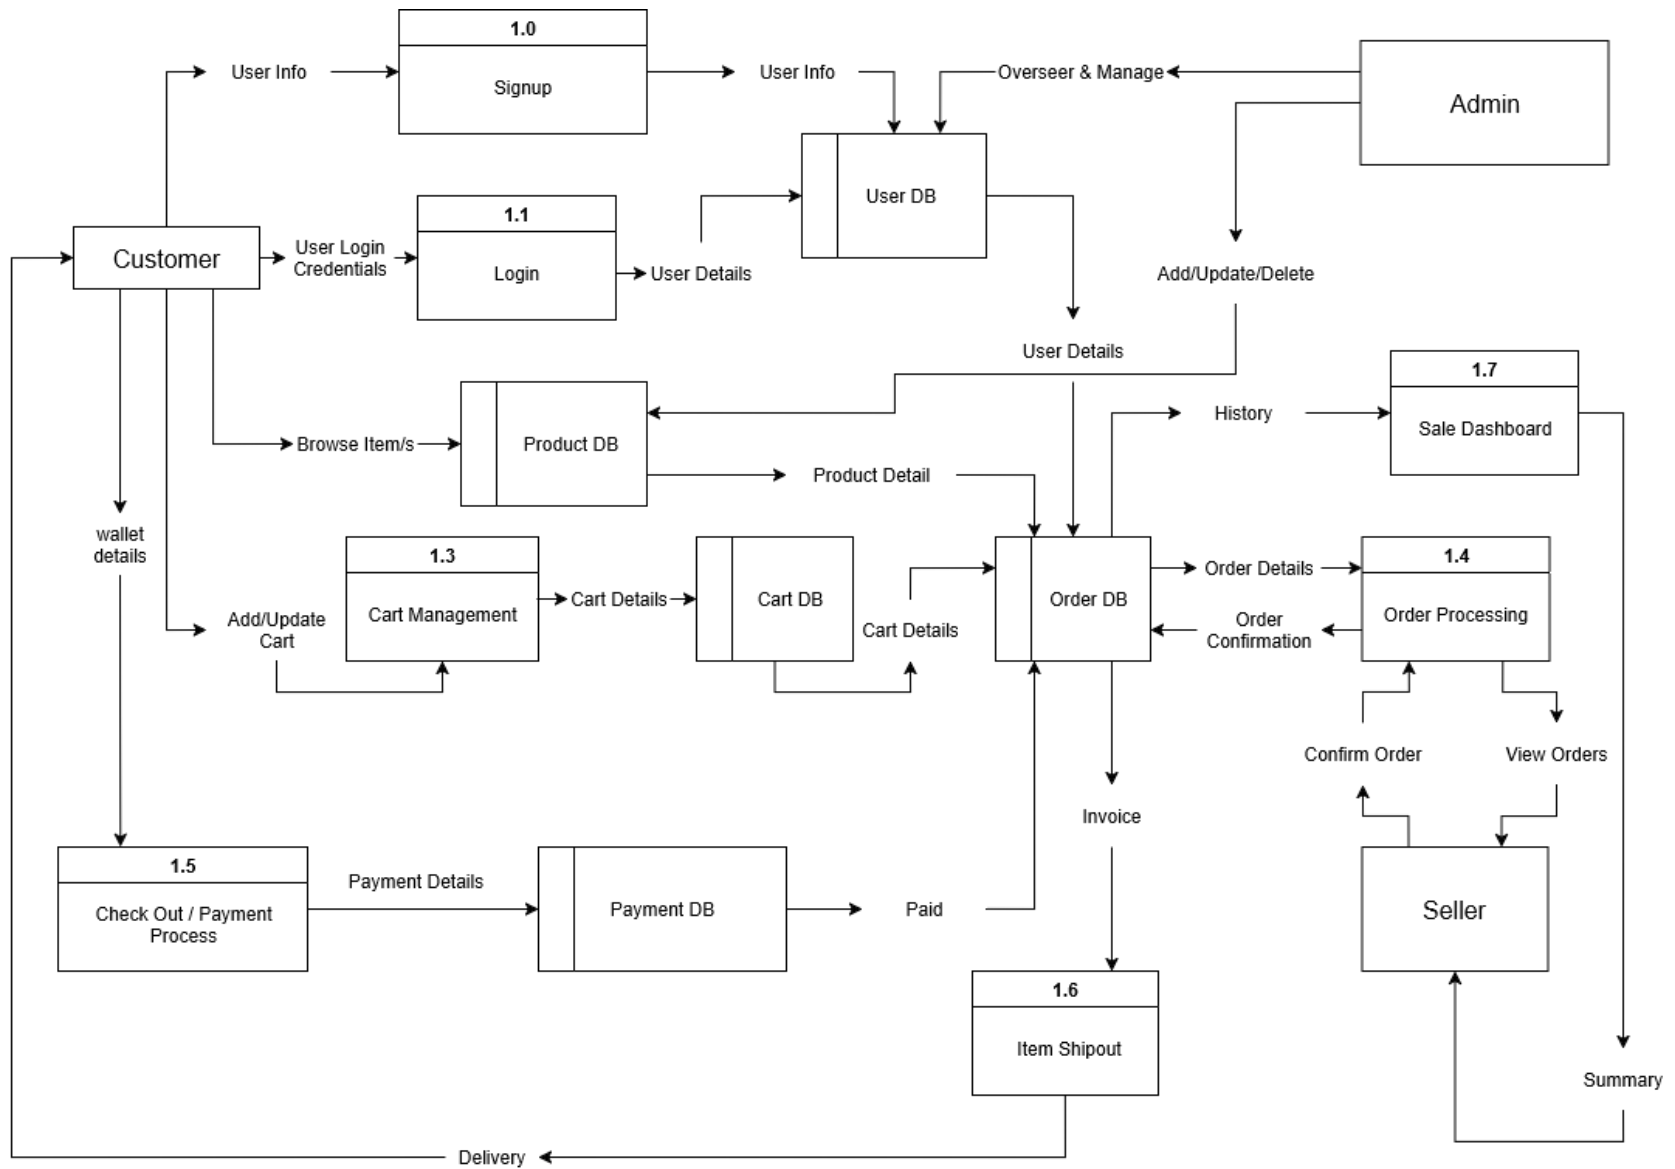 1.0
Signup
User Info
User Info
Overseer & Manage
Admin
User DB
1.1
Login
Customer
User Login
Credentials
User Details
Add/Update/Delete
User Details
1.7
Sale Dashboard
History
Product DB
Browse Item/s
Product Detail
wallet
details
1.3
Cart Management
Add/Update
Cart
Cart Details
Cart DB
Cart Details
Order DB
Order Details
1.4
Order Processing
Order
Confirmation
Confirm Order
View Orders
Invoice
1.5
Check Out / Payment
Process
Payment Details
Payment DB
Paid
Seller
1.6
Item Shipout
Summary
Delivery